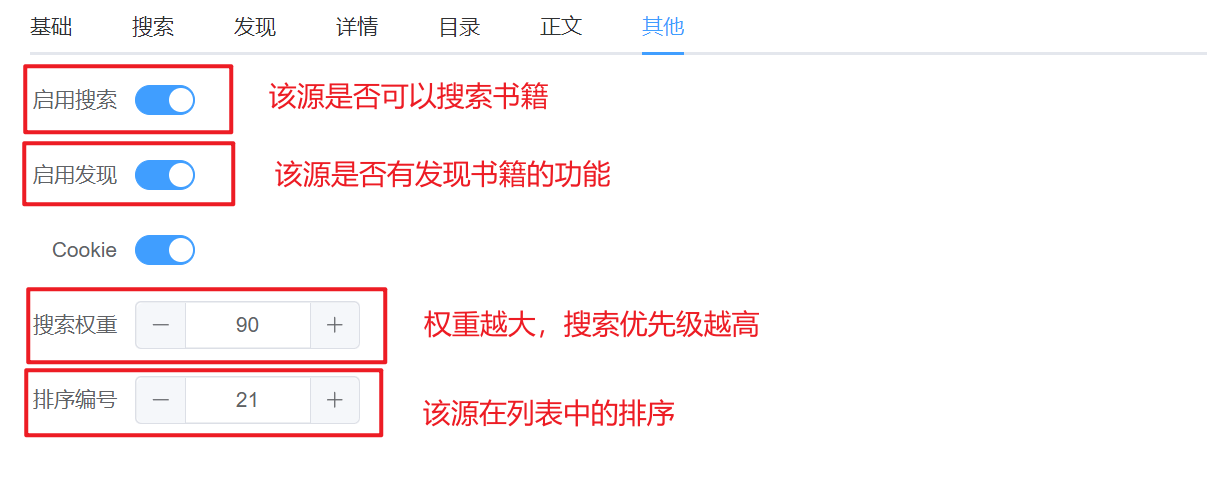 基础 搜索 发现 详情 目录 正文 其他
启用搜索 该源是否可以搜索书籍
启用发现 该源是否有发现书籍的功能
Cookie
搜索权重 — 90 + 权重越大，搜索优先级越高
排序编号 — 21 + 该源在列表中的排序